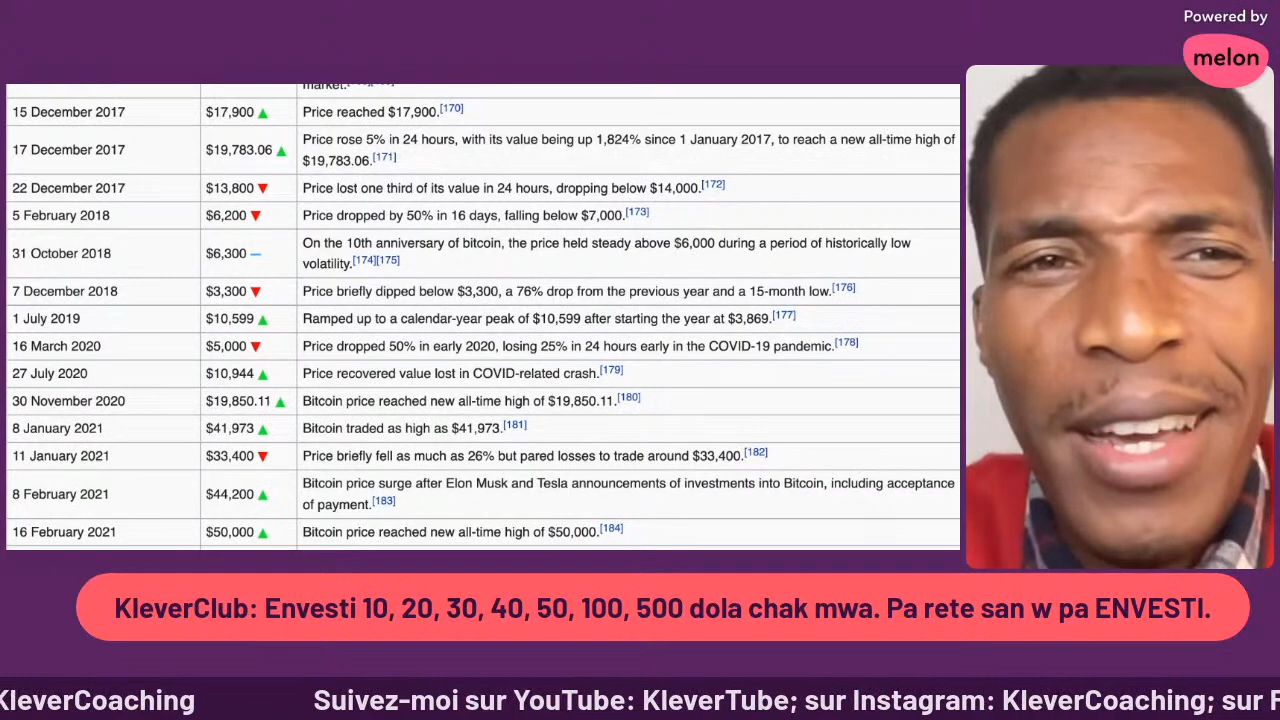 Powered by
melon
market.
15 December 2017 $17,900 ▲ Price reached $17,900.[170]
17 December 2017 $19,783.06 ▲ Price rose 5% in 24 hours, with its value being up 1,824% since 1 January 2017, to reach a new all-time high of
$19,783.06.[171]
22 December 2017 $13,800 ▼ Price lost one third of its value in 24 hours, dropping below $14,000.[172]
5 February 2018 $6,200 ▼ Price dropped by 50% in 16 days, falling below $7,000.[173]
31 October 2018 $6,300 – On the 10th anniversary of bitcoin, the price held steady above $6,000 during a period of historically low
volatility.[174][175]
7 December 2018 $3,300 ▼ Price briefly dipped below $3,300, a 76% drop from the previous year and a 15-month low.[176]
1 July 2019 $10,599 ▲ Ramped up to a calendar-year peak of $10,599 after starting the year at $3,869.[177]
16 March 2020 $5,000 ▼ Price dropped 50% in early 2020, losing 25% in 24 hours early in the COVID-19 pandemic.[178]
27 July 2020 $10,944 ▲ Price recovered value lost in COVID-related crash.[179]
30 November 2020 $19,850.11 ▲ Bitcoin price reached new all-time high of $19,850.11.[180]
8 January 2021 $41,973 ▲ Bitcoin traded as high as $41,973.[181]
11 January 2021 $33,400 ▼ Price briefly fell as much as 26% but pared losses to trade around $33,400.[182]
8 February 2021 $44,200 ▲ Bitcoin price surge after Elon Musk and Tesla announcements of investments into Bitcoin, including acceptance
of payment.[183]
16 February 2021 $50,000 ▲ Bitcoin price reached new all-time high of $50,000.[184]
KleverClub: Envesti 10, 20, 30, 40, 50, 100, 500 dola chak mwa. Pa rete san w pa ENVESTI.
KleverCoaching Suivez-moi sur YouTube: KleverTube; sur Instagram: KleverCoaching; sur